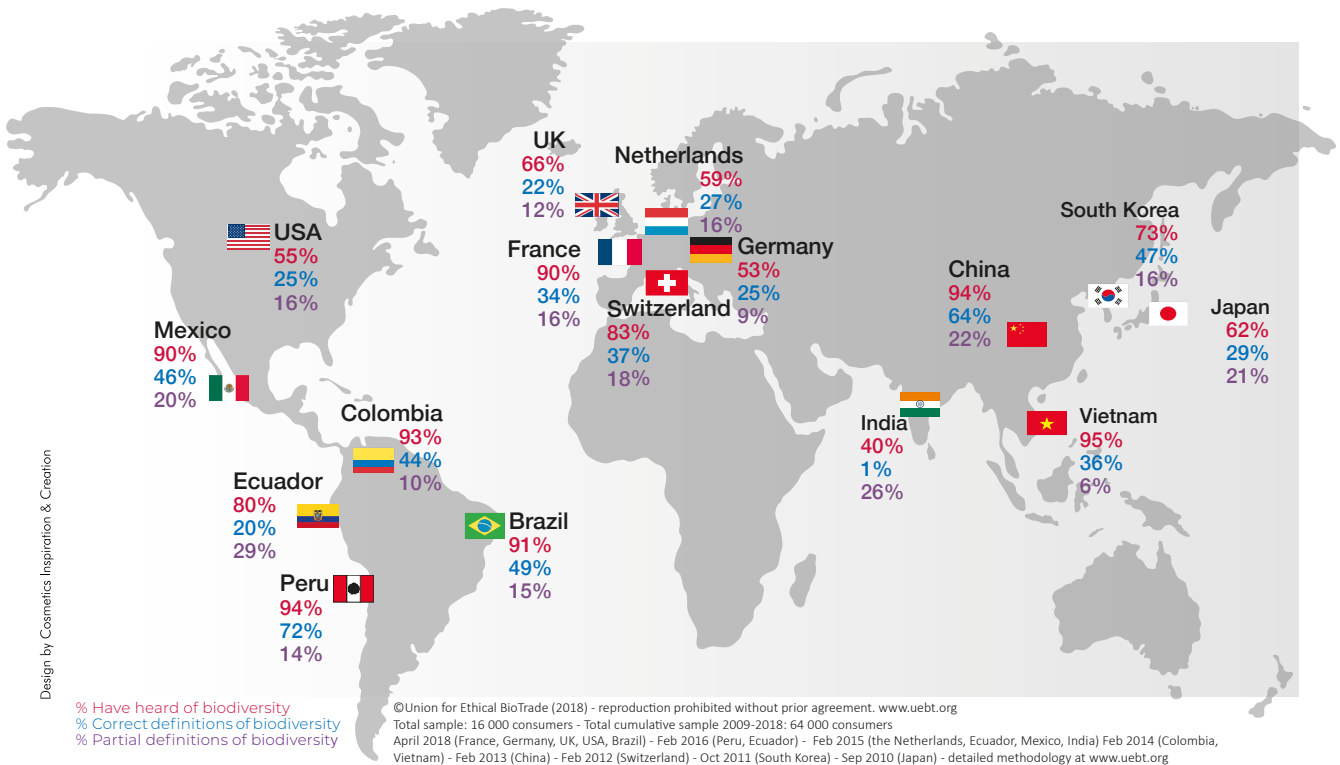 UK
66%
22%
12%
Netherlands
59%
27%
16%
USA
55%
25%
16%
France
90%
34%
16%
Germany
53%
25%
9%
Switzerland
83%
37%
18%
South Korea
73%
47%
16%
China
94%
64%
22%
Japan
62%
29%
21%
Mexico
90%
46%
20%
Colombia
93%
44%
10%
India
40%
1%
26%
Vietnam
95%
36%
6%
Ecuador
80%
20%
29%
Brazil
91%
49%
15%
Peru
94%
72%
14%
Design by Cosmetics Inspiration & Creation
% Have heard of biodiversity
% Correct definitions of biodiversity
% Partial definitions of biodiversity
©Union for Ethical BioTrade (2018) - reproduction prohibited without prior agreement. www.uebt.org
Total sample: 16 000 consumers - Total cumulative sample 2009-2018: 64 000 consumers
April 2018 (France, Germany, UK, USA, Brazil) - Feb 2016 (Peru, Ecuador) - Feb 2015 (the Netherlands, Ecuador, Mexico, India) Feb 2014 (Colombia,
Vietnam) - Feb 2013 (China) - Feb 2012 (Switzerland) - Oct 2011 (South Korea) - Sep 2010 (Japan) - detailed methodology at www.uebt.org